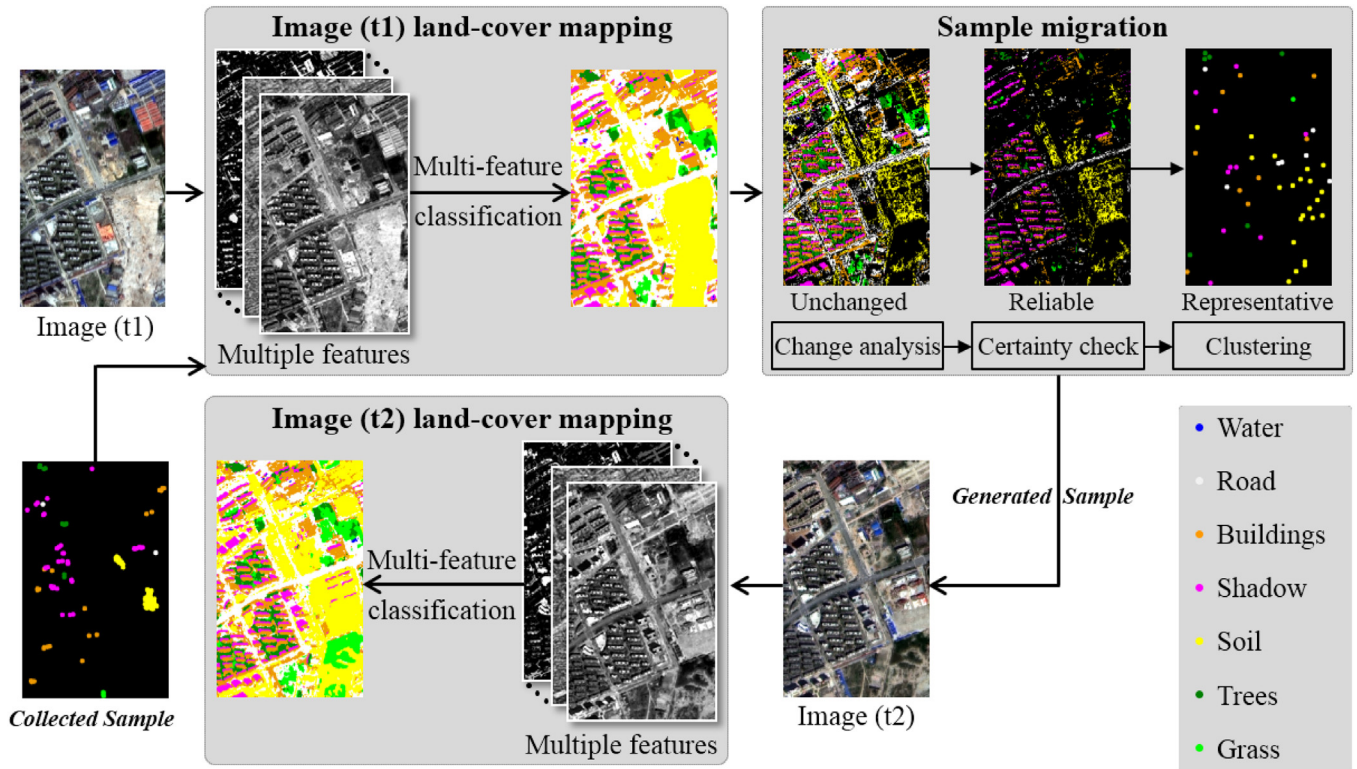 Image (t1) land-cover mapping
Sample migration
Image (t1)
Multiple features
Multi-feature
classification
Unchanged
Reliable
Representative
Change analysis
Certainty check
Clustering
Image (t2) land-cover mapping
Collected Sample
Multi-feature
classification
Multiple features
Generated Sample
Image (t2)
Water
Road
Buildings
Shadow
Soil
Trees
Grass